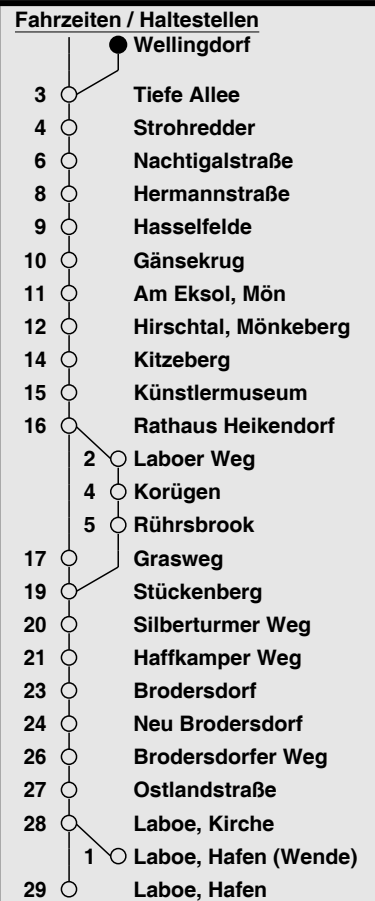 Fahrzeiten / Haltestellen
Wellingdorf
3 Tiefe Allee
4 Strohredder
6 Nachtigalstraße
8 Hermannstraße
9 Hasselfelde
10 Gänsekrug
11 Am Eksol, Mön
12 Hirschtal, Mönkeberg
14 Kitzeberg
15 Künstlermuseum
16 Rathaus Heikendorf
2 Laboer Weg
4 Korügen
5 Rührsbrook
17 Grasweg
19 Stückenberg
20 Silberturmer Weg
21 Haffkamper Weg
23 Brodersdorf
24 Neu Brodersdorf
26 Brodersdorfer Weg
27 Ostlandstraße
28 Laboe, Kirche
1 Laboe, Hafen (Wende)
29 Laboe, Hafen